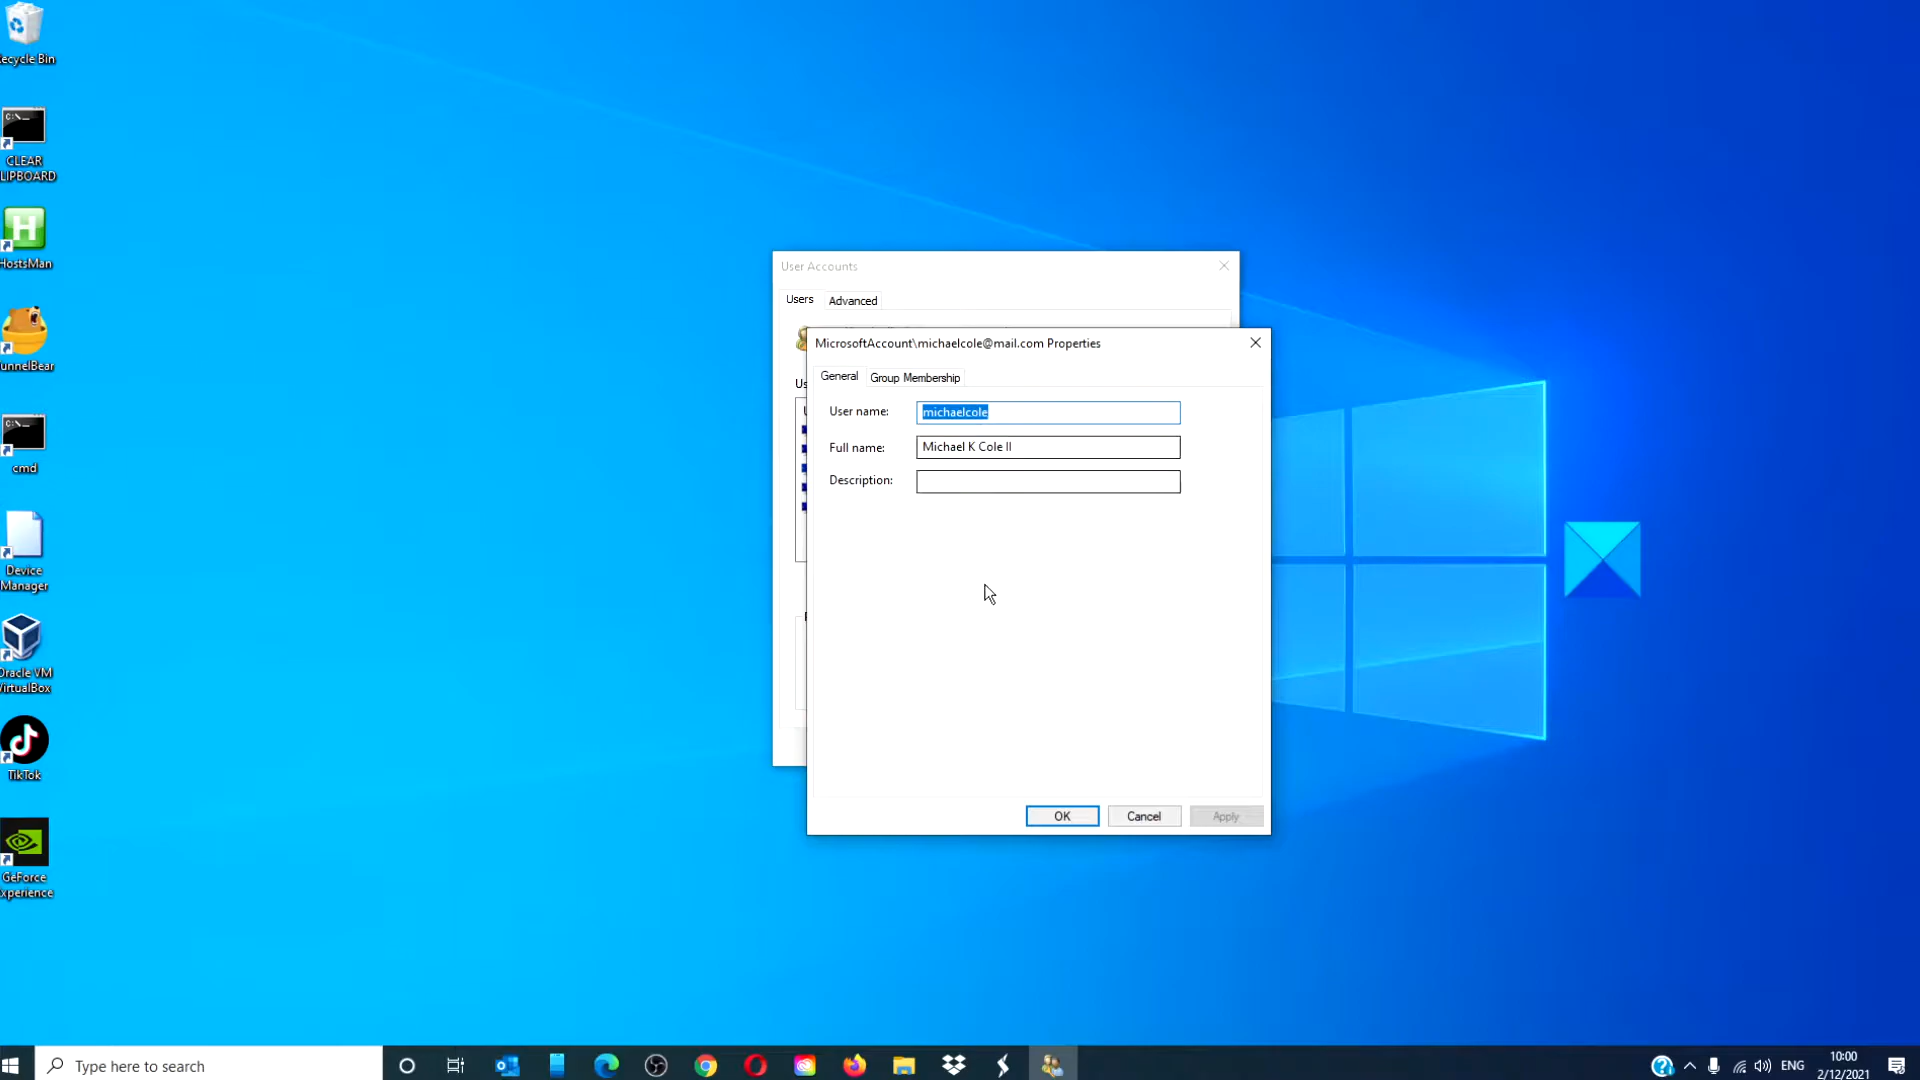 ecycle Bin
C:\_
CLEAR
LIPBOARD
H
HostsMan
unnelBear
C:\_
cmd
Device
Manager
Oracle VM
VirtualBox
TikTok
GeForce
xperience
User Accounts
Users
Advanced
Us
MicrosoftAccount\michaelcole@mail.com Properties
General
Group Membership
User name:
michaelcole
Full name:
Michael K Cole II
Description:
OK
Cancel
Apply
Type here to search
ENG
10:00
2/12/2021